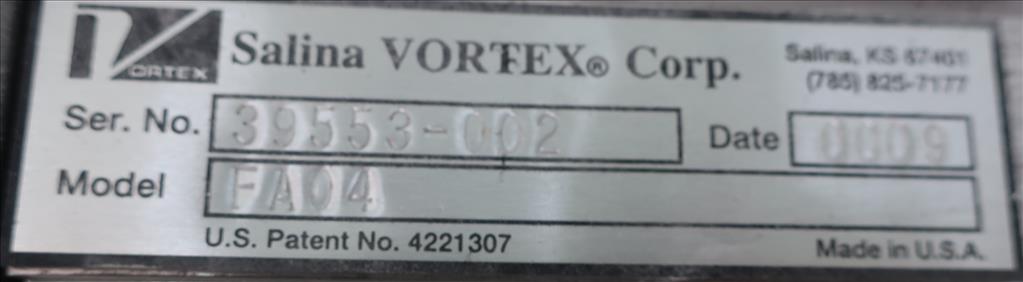 VORTEX
Salina VORTEX® Corp.
Salina, KS 67401
(785) 825-7177
Ser. No. 39553-002
Date 0009
Model FA04
U.S. Patent No. 4221307
Made in U.S.A.